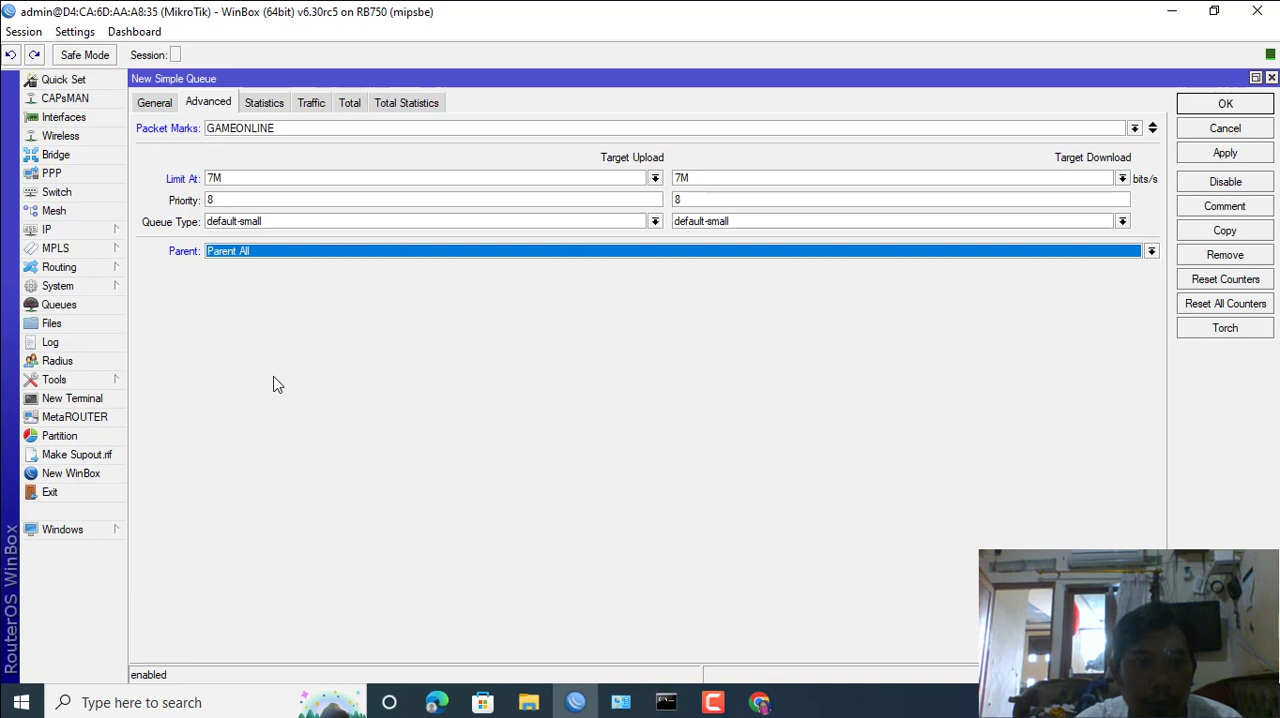 admin@D4:CA:6D:AA:A8:35 (MikroTik) - WinBox (64bit) v6.30rc5 on RB750 (mipsbe)
Session Settings Dashboard
Safe Mode Session:
New Simple Queue
Quick Set
CAPsMAN
Interfaces
Wireless
Bridge
PPP
Switch
Mesh
IP
MPLS
Routing
System
Queues
Files
Log
Radius
Tools
New Terminal
MetaROUTER
Partition
Make Supout.rif
New WinBox
Exit
Windows
RouterOS WinBox
General Advanced Statistics Traffic Total Total Statistics
Packet Marks: GAMEONLINE
Target Upload Target Download
Limit At: 7M 7M bits/s
Priority: 8 8
Queue Type: default-small default-small
Parent: Parent All
OK
Cancel
Apply
Disable
Comment
Copy
Remove
Reset Counters
Reset All Counters
Torch
enabled
Type here to search